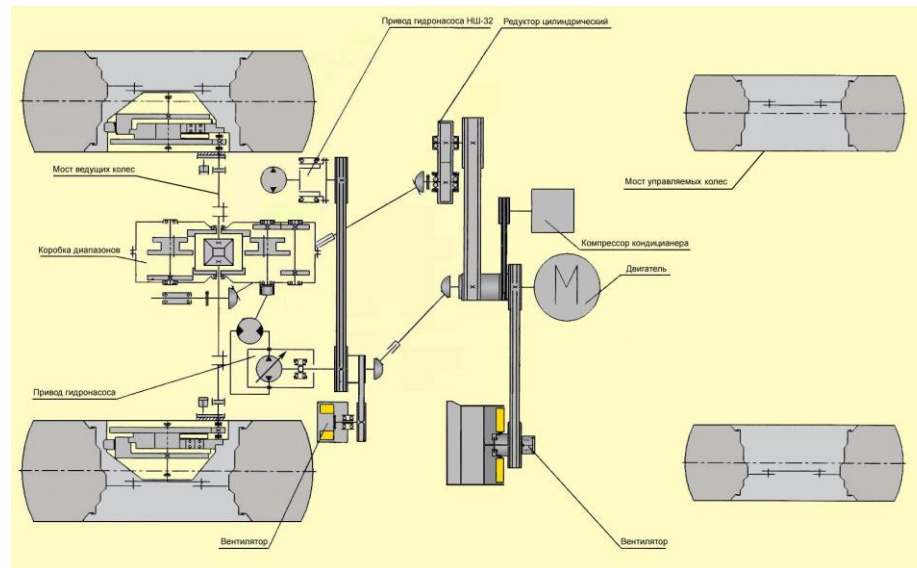 Привод гидронасоса НШ-32
Редуктор цилиндрический
Мост ведущих колес
Мост управляемых колес
Коробка диапазонов
Компрессор кондицианера
Двигатель
М
Привод гидронасоса
Вентилятор
Вентилятор